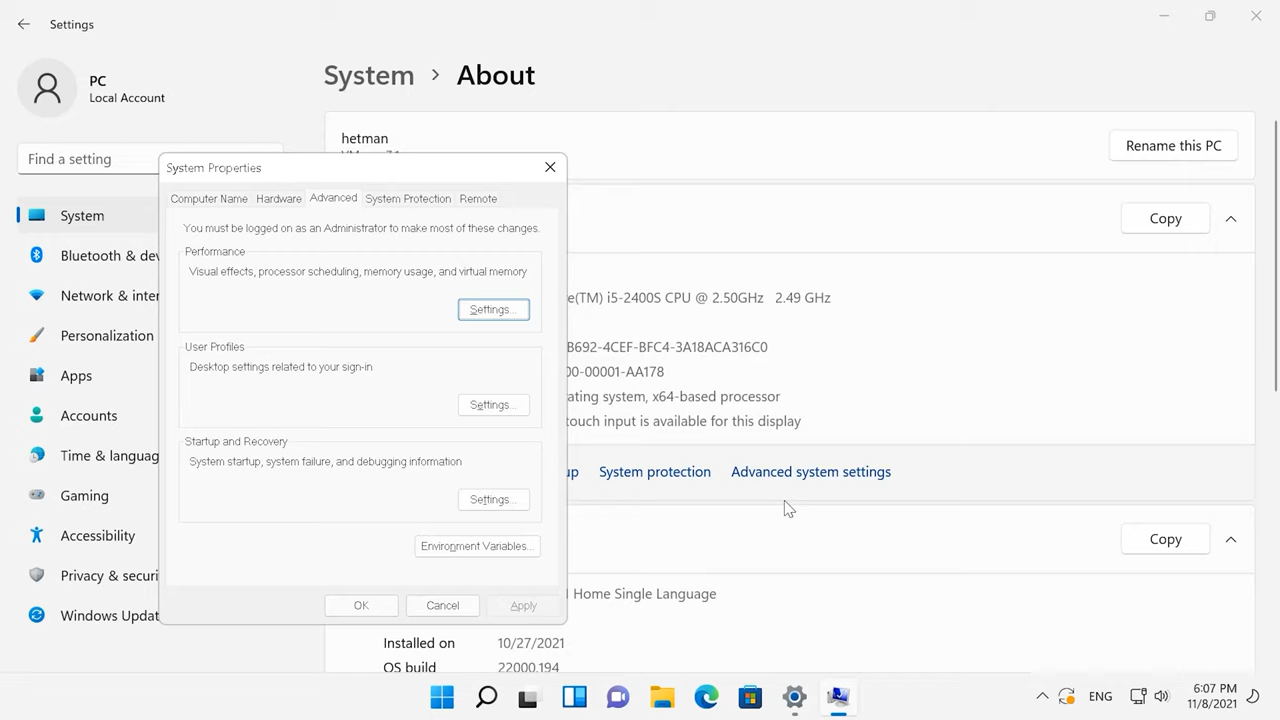 Settings
PC
Local Account
System > About
hetman
Rename this PC
Find a setting
System Properties
Computer Name Hardware Advanced System Protection Remote
System
Copy
You must be logged on as an Administrator to make most of these changes.
Performance
Bluetooth &
Visual effects, processor scheduling, memory usage, and virtual memory
Network &
e(TM) i5-2400S CPU @ 2.50GHz 2.49 GHz
Settings...
Personalization
User Profiles
B692-4CEF-BFC4-3A18ACA316C0
Desktop settings related to your sign-in
00-00001-AA178
Apps
ating system, x64-based processor
Settings...
Accounts
touch input is available for this display
Startup and Recovery
Time & languag
System startup, system failure, and debugging information
up System protection Advanced system settings
Gaming
Settings...
Accessibility
Copy
Environment Variables...
Privacy & securi
Home Single Language
OK Cancel Apply
Windows Updat
Installed on 10/27/2021
OS build 22000.194
ENG
6:07 PM
11/8/2021